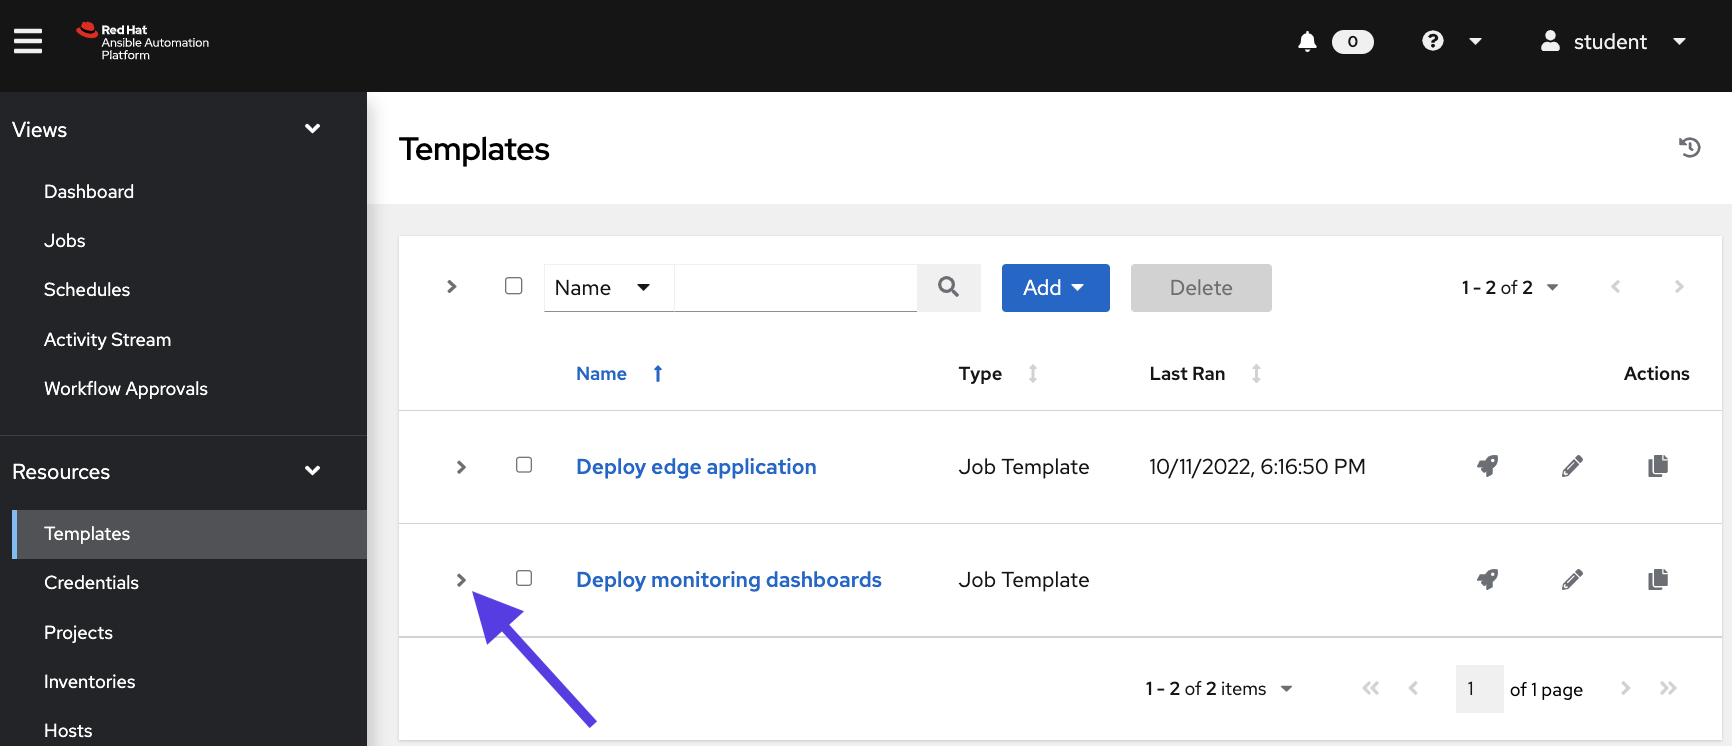 Red Hat
Ansible Automation
Platform
0
student
Views
Dashboard
Jobs
Schedules
Activity Stream
Workflow Approvals
Resources
Templates
Credentials
Projects
Inventories
Hosts
Templates
Name
Add
Delete
1 - 2 of 2
Name Type Last Ran Actions
Deploy edge application Job Template 10/11/2022, 6:16:50 PM
Deploy monitoring dashboards Job Template
1 - 2 of 2 items 1 of 1 page